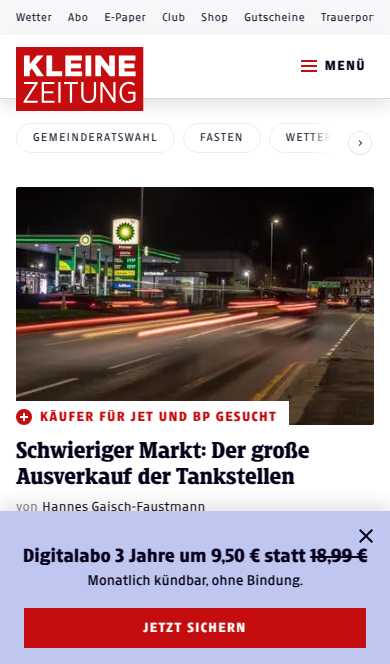 Wetter Abo E-Paper Club Shop Gutscheine Trauerpor
KLEINE
ZEITUNG
MENÜ
GEMEINDERATSWAHL FASTEN WETTER
bp
KÄUFER FÜR JET UND BP GESUCHT
Schwieriger Markt: Der große
Ausverkauf der Tankstellen
von Hannes Gaisch-Faustmann
Digitalabo 3 Jahre um 9,50 € statt 18,99 €
Monatlich kündbar, ohne Bindung.
JETZT SICHERN